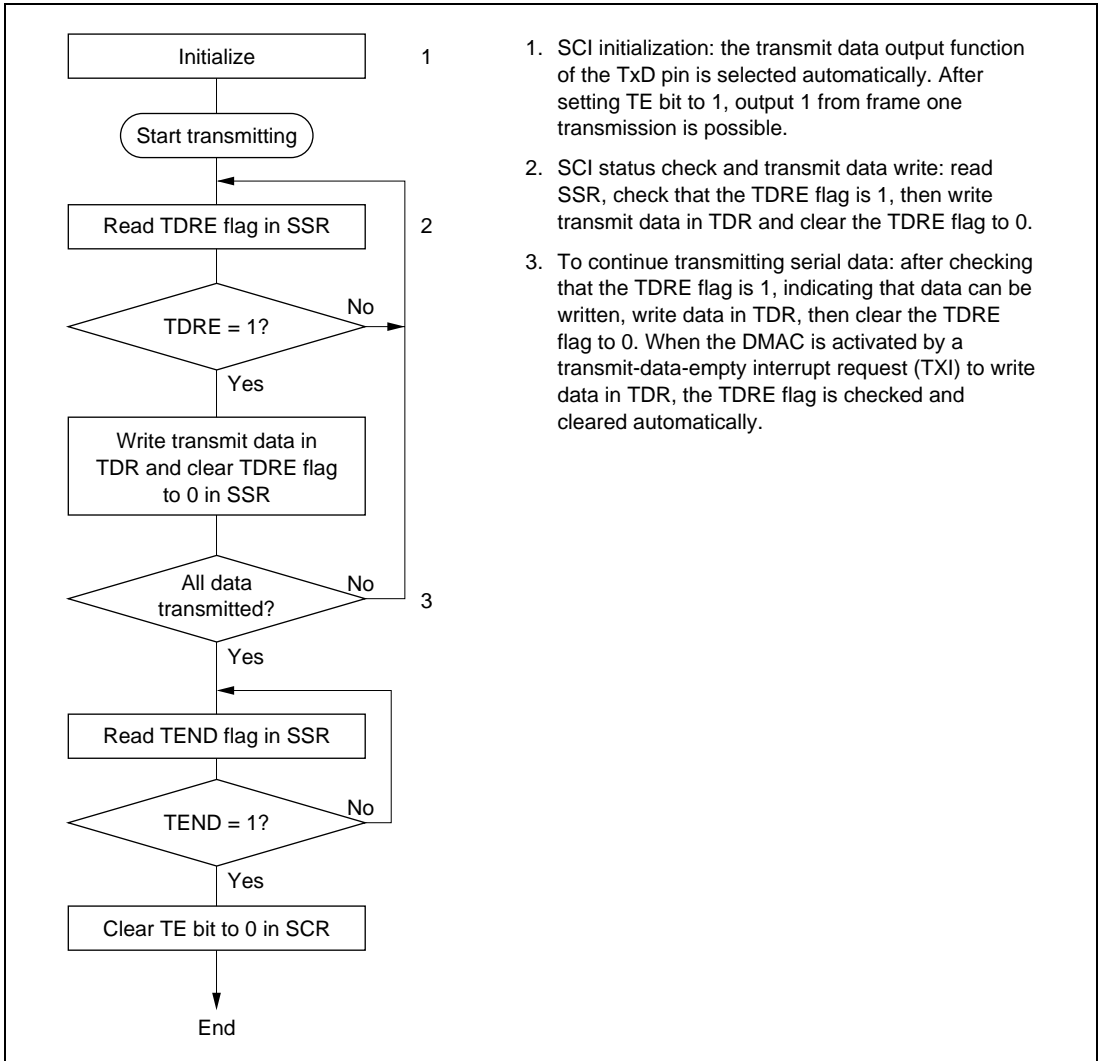 Initialize
1
Start transmitting
Read TDRE flag in SSR
2
TDRE = 1?
No
Yes
Write transmit data in
TDR and clear TDRE flag
to 0 in SSR
All data
transmitted?
No
3
Yes
Read TEND flag in SSR
TEND = 1?
No
Yes
Clear TE bit to 0 in SCR
End
1. SCI initialization: the transmit data output function
of the TxD pin is selected automatically. After
setting TE bit to 1, output 1 from frame one
transmission is possible.
2. SCI status check and transmit data write: read
SSR, check that the TDRE flag is 1, then write
transmit data in TDR and clear the TDRE flag to 0.
3. To continue transmitting serial data: after checking
that the TDRE flag is 1, indicating that data can be
written, write data in TDR, then clear the TDRE
flag to 0. When the DMAC is activated by a
transmit-data-empty interrupt request (TXI) to write
data in TDR, the TDRE flag is checked and
cleared automatically.